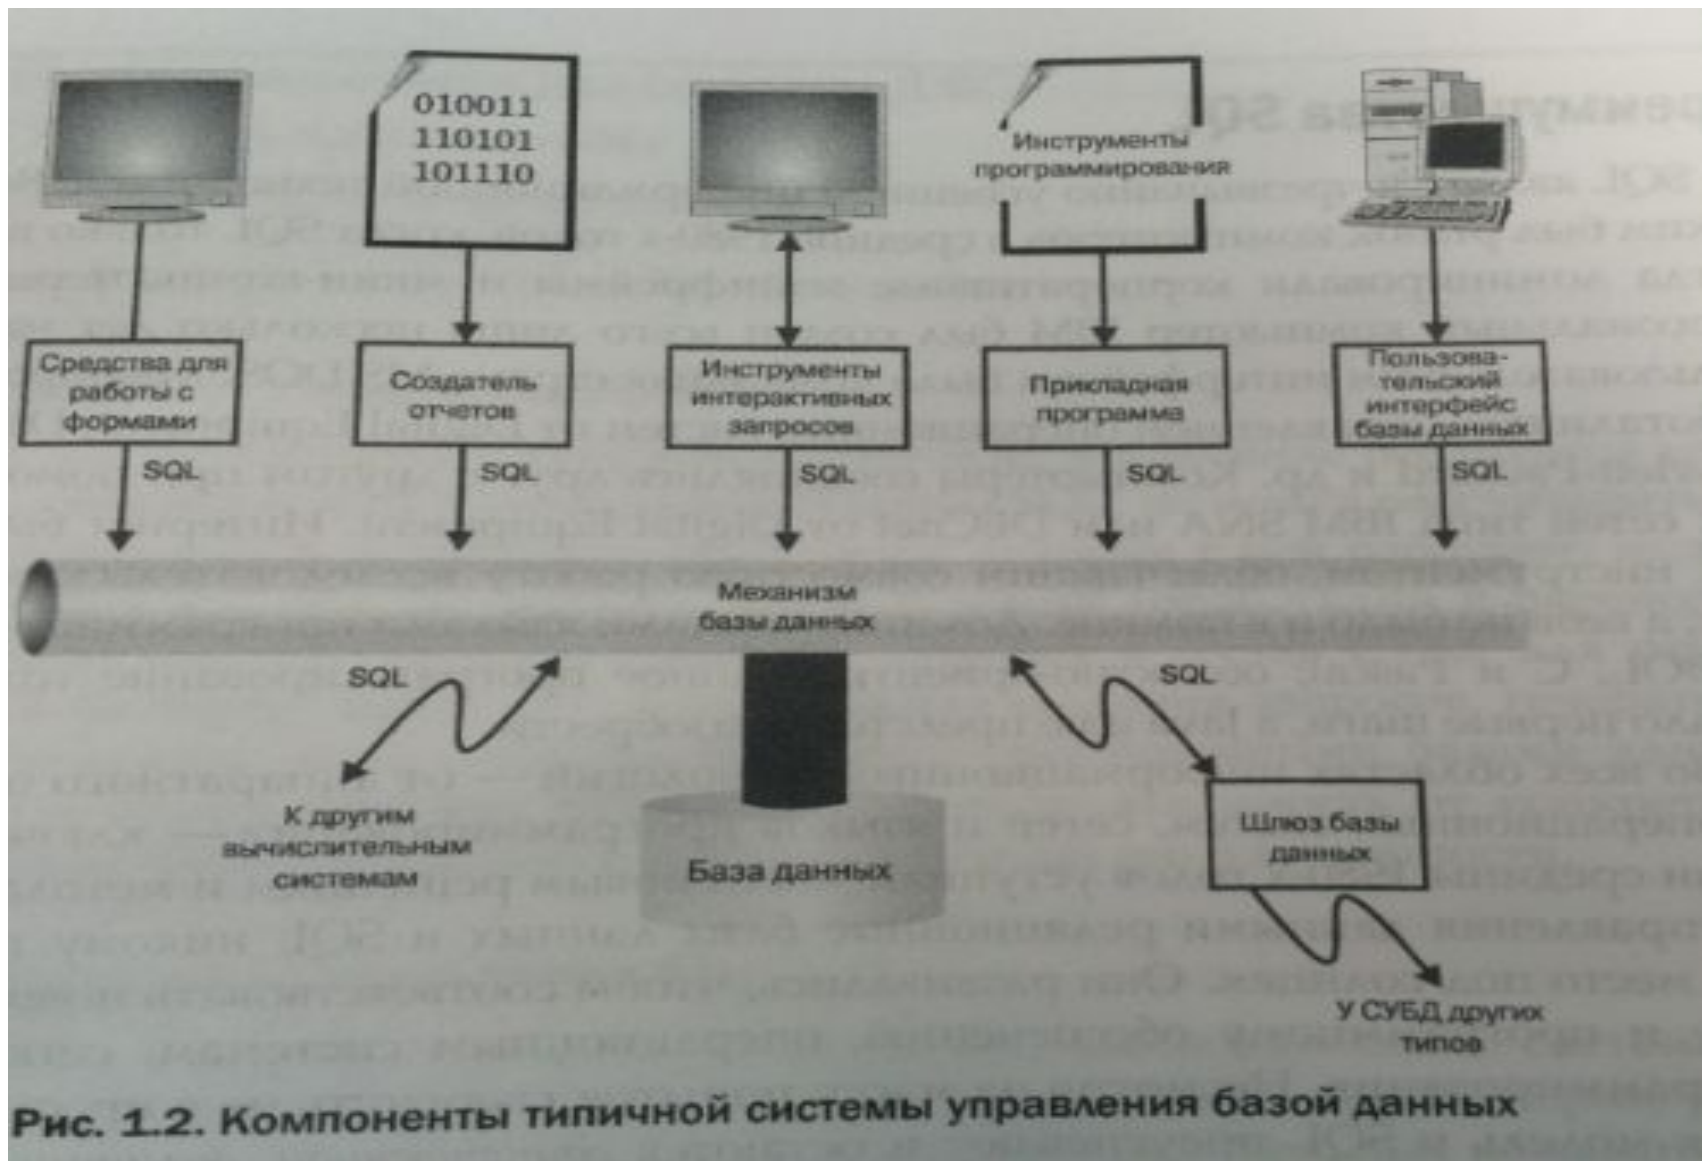 010011
110101
101110
Инструменты
программирования
Средства для
работы с
формами
Создатель
отчетов
Инструменты
интерактивных
запросов
Прикладная
программа
Пользова-
тельский
интерфейс
базы данных
SQL
SQL
SQL
SQL
SQL
Механизм
базы данных
SQL
SQL
К другим
вычислительным
системам
База данных
Шлюз базы
данных
У СУБД других
типов
Рис. 1.2. Компоненты типичной системы управления базой данных